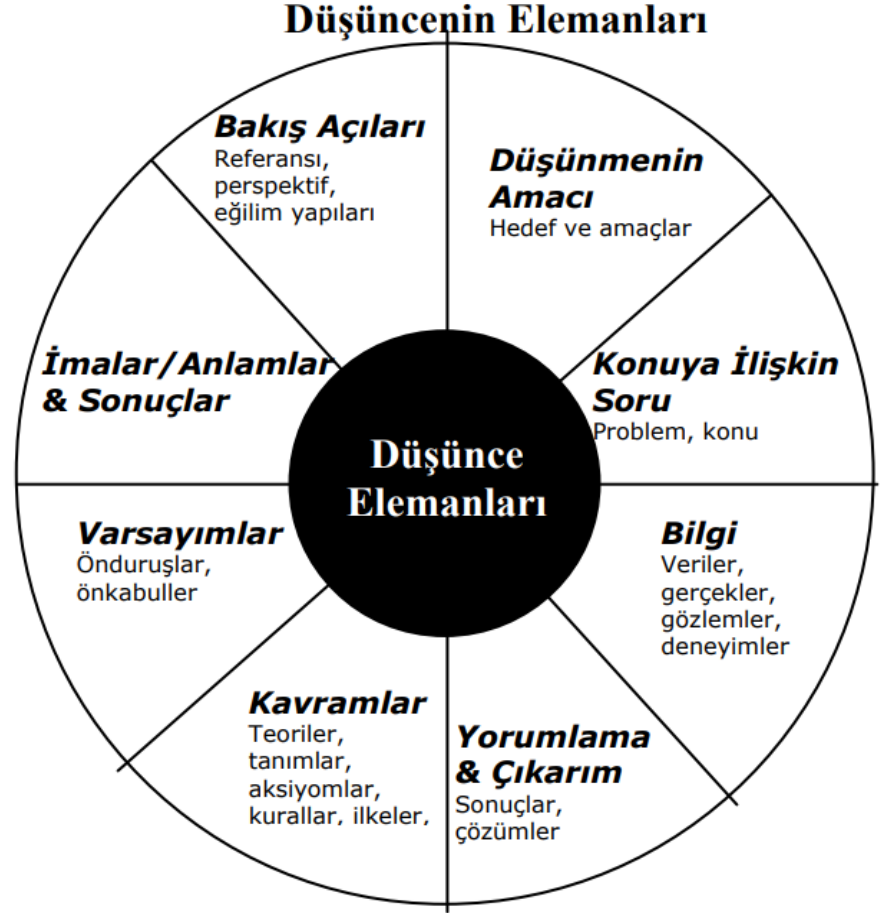 Düşüncenin Elemanları
Bakış Açıları
Referansı,
perspektif,
eğilim yapıları
Düşünmenin
Amacı
Hedef ve amaçlar
Konuya İlişkin
Soru
Problem, konu
Bilgi
Veriler,
gerçekler,
gözlemler,
deneyimler
Yorumlama
& Çıkarım
Sonuçlar,
çözümler
Kavramlar
Teoriler,
tanımlar,
aksiyomlar,
kurallar, ilkeler,
Varsayımlar
Önduruşlar,
önkabuller
İmalar/Anlamlar
& Sonuçlar
Düşünce
Elemanları